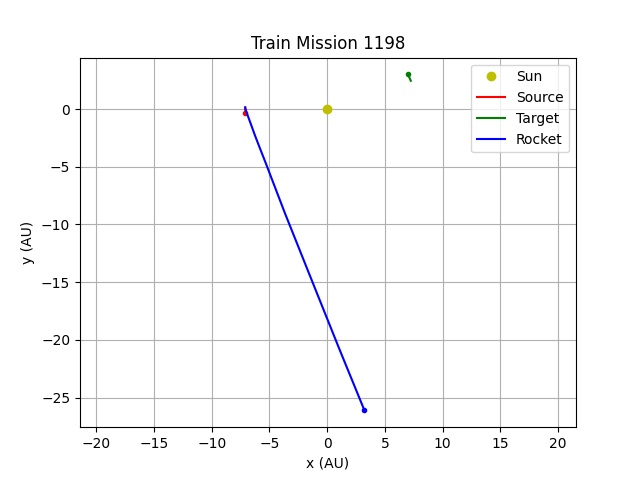 Train Mission 1198
Sun
Source
Target
Rocket
y (AU)
0
−5
−10
−15
−20
−25
−20 −15 −10 −5 0 5 10 15 20
x (AU)